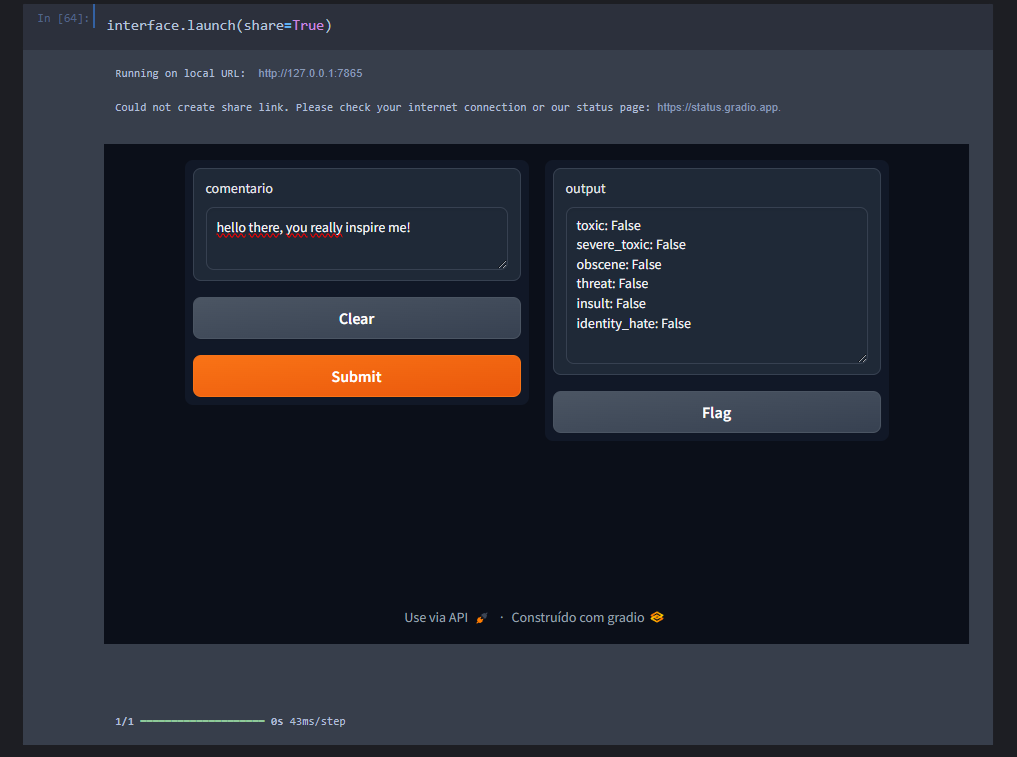 In [64]:
interface.launch(share=True)
Running on local URL: http://127.0.0.1:7865
Could not create share link. Please check your internet connection or our status page: https://status.gradio.app.
comentario
hello there, you really inspire me!
Clear
Submit
output
toxic: False
severe_toxic: False
obscene: False
threat: False
insult: False
identity_hate: False
Flag
Use via API · Construído com gradio
1/1 0s 43ms/step